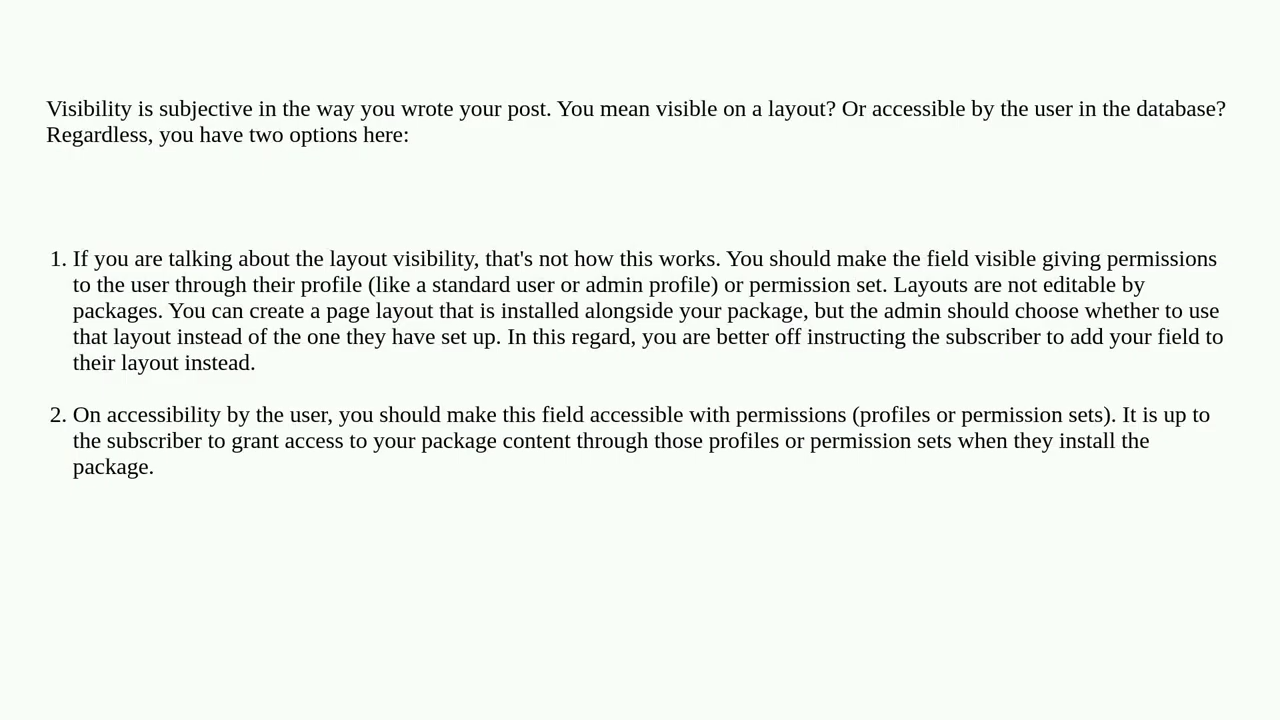 Visibility is subjective in the way you wrote your post. You mean visible on a layout? Or accessible by the user in the database?
Regardless, you have two options here:
1. If you are talking about the layout visibility, that's not how this works. You should make the field visible giving permissions
to the user through their profile (like a standard user or admin profile) or permission set. Layouts are not editable by
packages. You can create a page layout that is installed alongside your package, but the admin should choose whether to use
that layout instead of the one they have set up. In this regard, you are better off instructing the subscriber to add your field to
their layout instead.
2. On accessibility by the user, you should make this field accessible with permissions (profiles or permission sets). It is up to
the subscriber to grant access to your package content through those profiles or permission sets when they install the
package.